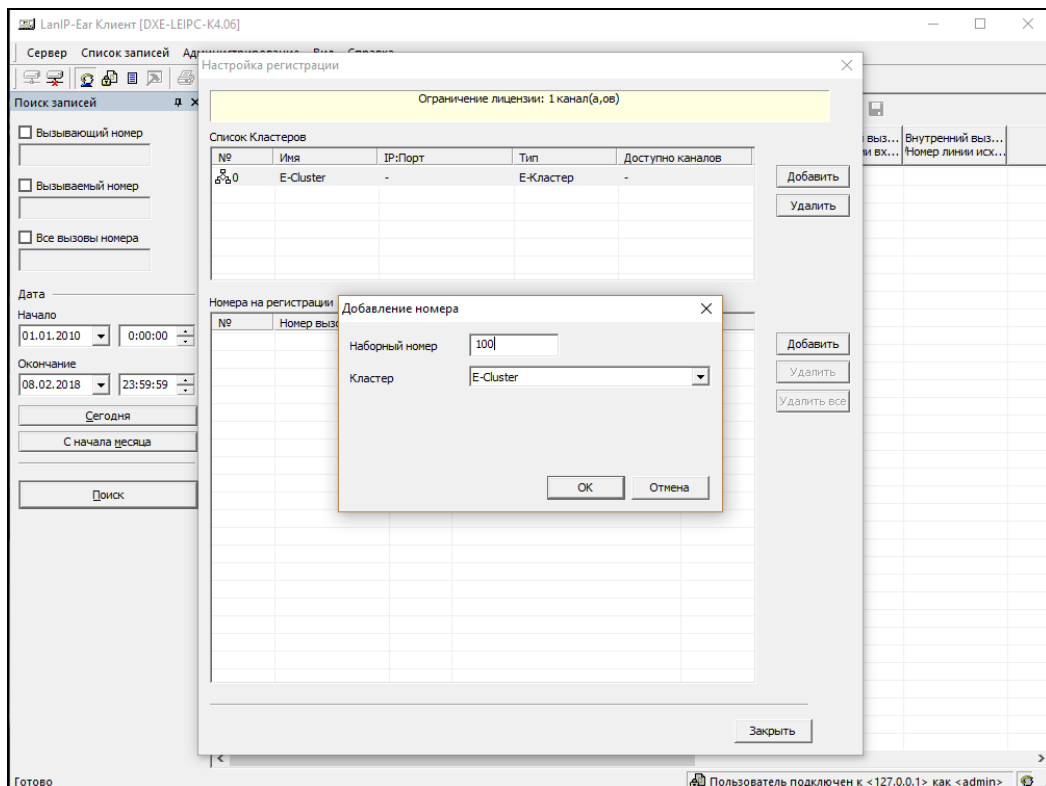 LanIP-Ear Клиент [DXE-LEIPC-K4.06]
Сервер Список записей
Настройка регистрации
Поиск записей
Вызывающий номер
Вызываемый номер
Все вызовы номера
Дата
Начало
01.01.2010 0:00:00
Окончание
08.02.2018 23:59:59
Сегодня
С начала месяца
Поиск
Ограничение лицензии: 1 канал(а,ов)
Список Кластеров
№ Имя IP:Порт Тип Доступно каналов
0 E-Cluster - Е-Кластер -
Добавить
Удалить
Номера на регистрации
№ Номер вызо
Добавить
Удалить
Удалить все
Добавление номера
Наборный номер 100
Кластер E-Cluster
OK Отмена
Закрыть
выз... Внутренний выз...
и вх... Номер линии исх...
Готово
Пользователь подключен к <127.0.0.1> как <admin>